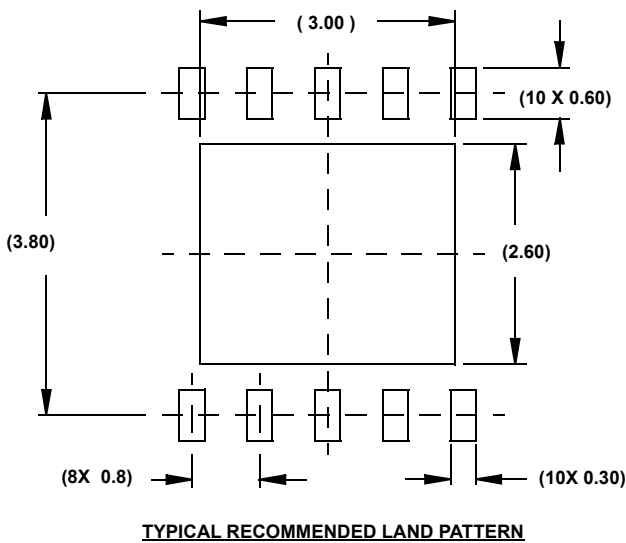 ( 3.00 )
(10 X 0.60)
(3.80)
(2.60)
(8X 0.8)
(10X 0.30)
TYPICAL RECOMMENDED LAND PATTERN